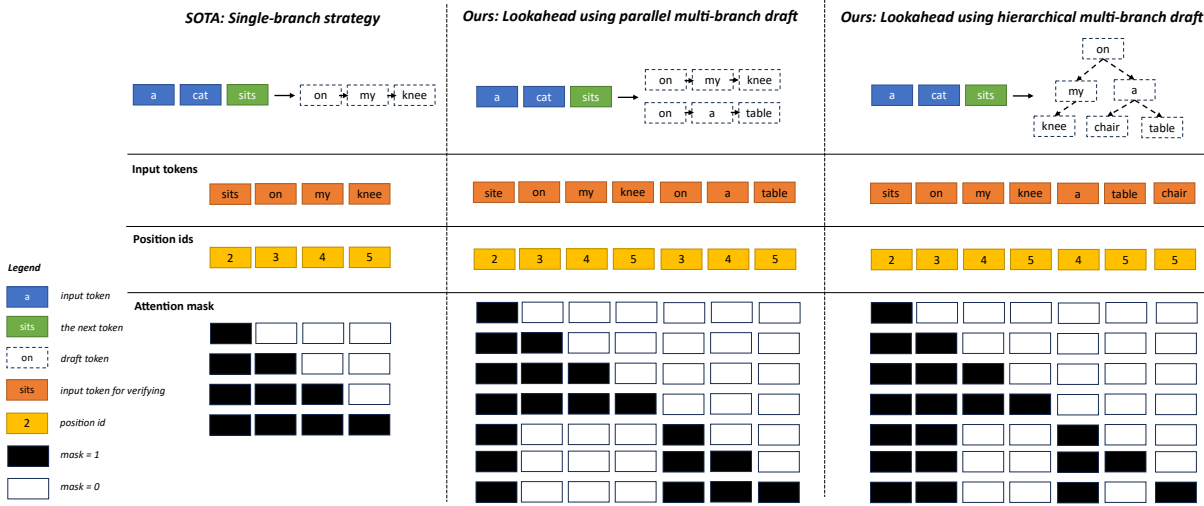 SOTA: Single-branch strategy
Ours: Lookahead using parallel multi-branch draft
Ours: Lookahead using hierarchical multi-branch draft
a cat sits on my knee
a cat sits
on my knee
on a table
a cat sits
on
my a
knee chair table
Input tokens
sits on my knee
site on my knee on a table
sits on my knee a table chair
Position ids
2 3 4 5
2 3 4 5 3 4 5
2 3 4 5 4 5 5
Attention mask
Legend
a input token
sits the next token
on draft token
sits input token for verifying
2 position id
mask = 1
mask = 0